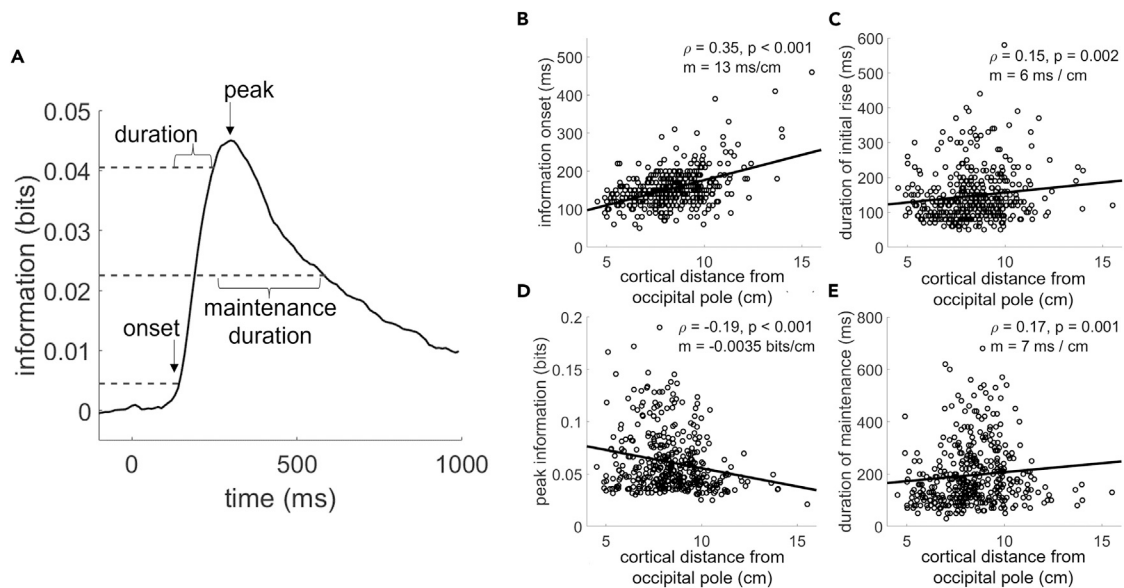 A
information (bits)
0.05
0.04
0.03
0.02
0.01
0
0
500
1000
time (ms)
duration
peak
onset
maintenance
duration
B
ρ = 0.35, p < 0.001
m = 13 ms/cm
information onset (ms)
500
400
300
200
100
0
5
10
15
cortical distance from
occipital pole (cm)
C
ρ = 0.15, p = 0.002
m = 6 ms / cm
duration of initial rise (ms)
600
500
400
300
200
100
0
5
10
15
cortical distance from
occipital pole (cm)
D
ρ = -0.19, p < 0.001
m = -0.0035 bits/cm
peak information (bits)
0.2
0.15
0.1
0.05
0
5
10
15
cortical distance from
occipital pole (cm)
E
ρ = 0.17, p = 0.001
m = 7 ms / cm
duration of maintenance (ms)
800
600
400
200
0
5
10
15
cortical distance from
occipital pole (cm)